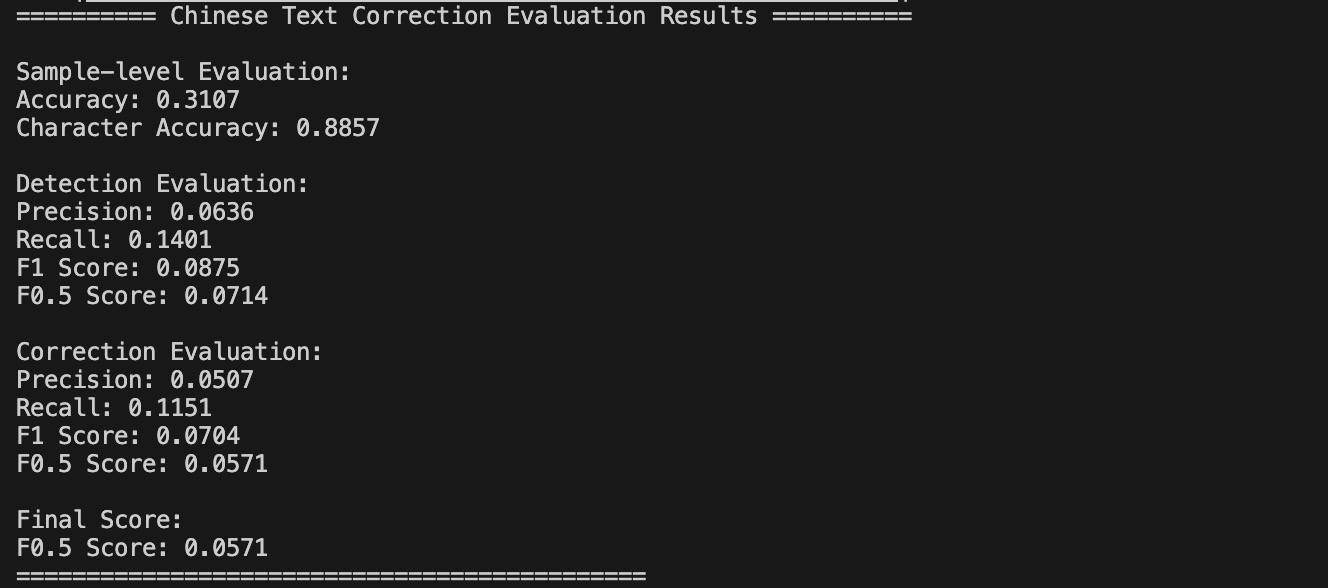 ========== Chinese Text Correction Evaluation Results ==========
Sample-level Evaluation:
Accuracy: 0.3107
Character Accuracy: 0.8857
Detection Evaluation:
Precision: 0.0636
Recall: 0.1401
F1 Score: 0.0875
F0.5 Score: 0.0714
Correction Evaluation:
Precision: 0.0507
Recall: 0.1151
F1 Score: 0.0704
F0.5 Score: 0.0571
Final Score:
F0.5 Score: 0.0571
=============================================